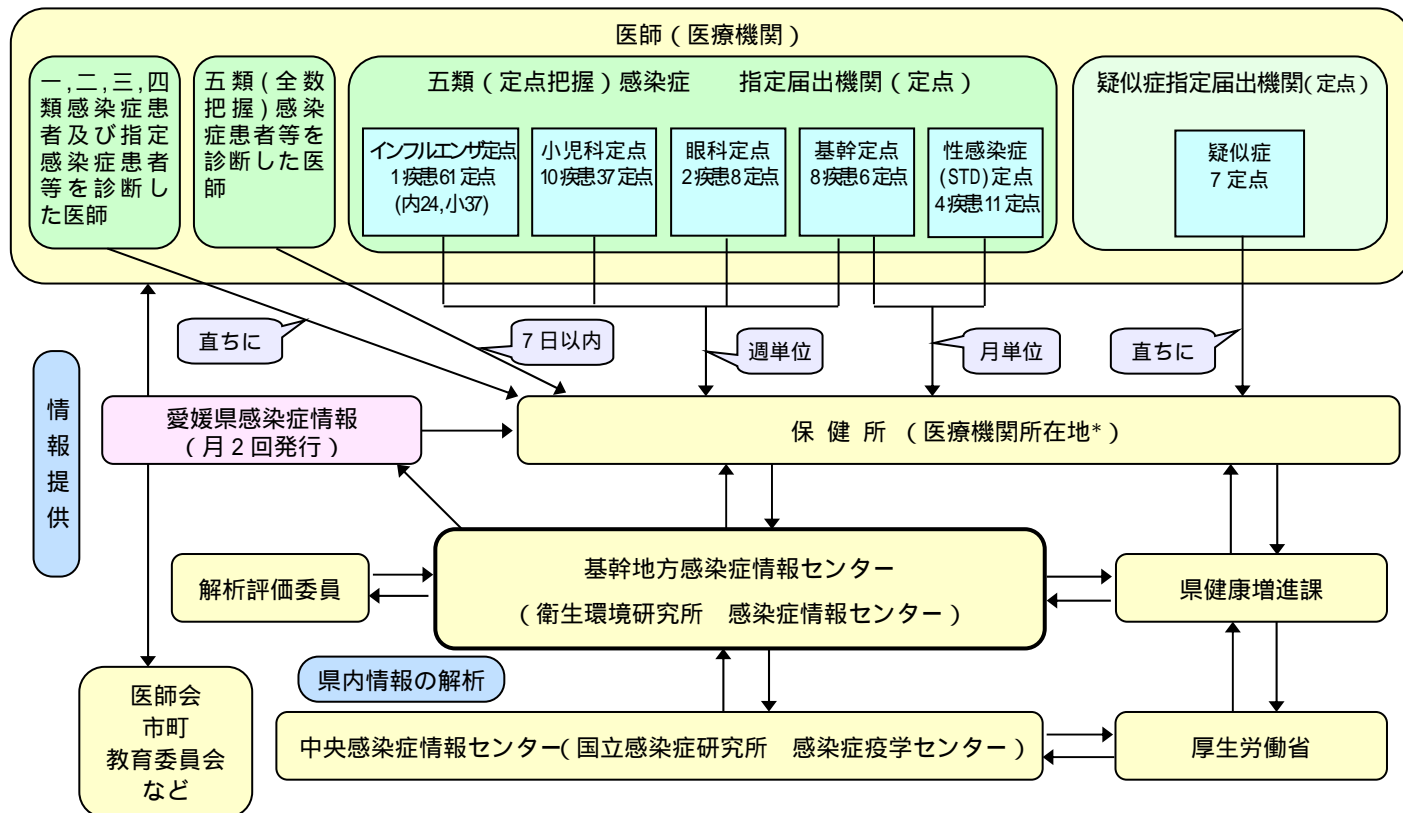 医師（医療機関）
一,二,三,四
類感染症患
者及び指定
感染症患者
等を診断し
た医師
五類(全数
把握)感染
症患者等を
診断した医
師
五類（定点把握）感染症　指定届出機関（定点）
インフルエンザ定点
1疾患61定点
(内24,小37)
小児科定点
10疾患37定点
眼科定点
2疾患8定点
基幹定点
8疾患6定点
性感染症
(STD)定点
4疾患11定点
疑似症指定届出機関(定点)
疑似症
7定点
直ちに
7日以内
週単位
月単位
直ちに
情報提供
愛媛県感染症情報
（月2回発行）
保健所（医療機関所在地*）
解析評価委員
基幹地方感染症情報センター
（衛生環境研究所　感染症情報センター）
県健康増進課
県内情報の解析
医師会
市町
教育委員会
など
中央感染症情報センター(国立感染症研究所　感染症疫学センター)
厚生労働省